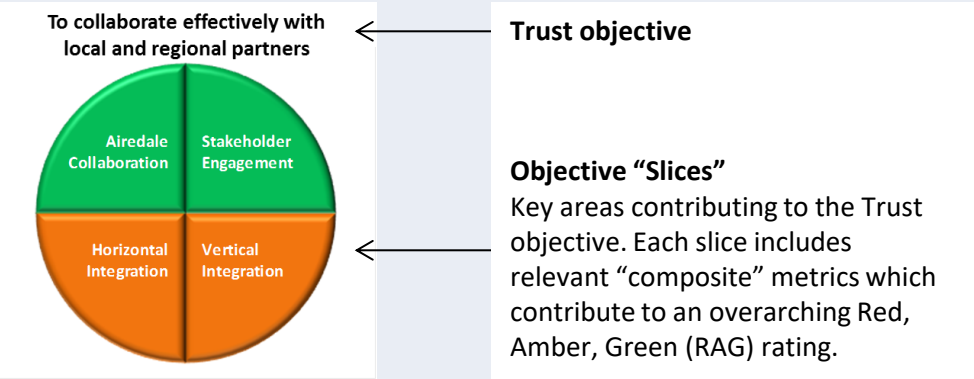 To collaborate effectively with
local and regional partners
Airedale
Collaboration
Stakeholder
Engagement
Horizontal
Integration
Vertical
Integration
Trust objective
Objective “Slices”
Key areas contributing to the Trust
objective. Each slice includes
relevant “composite” metrics which
contribute to an overarching Red,
Amber, Green (RAG) rating.